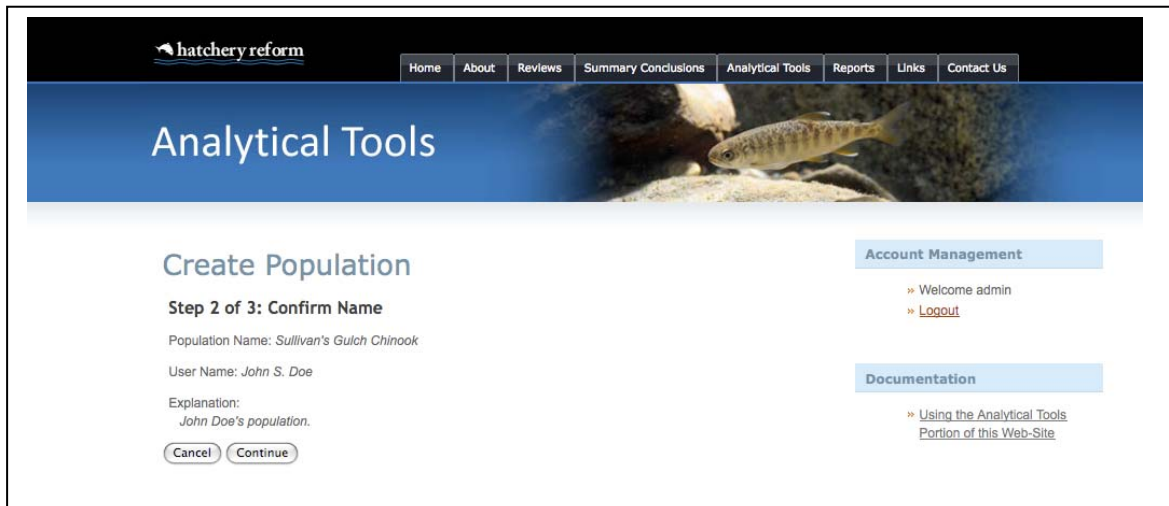 hatchery reform
Home About Reviews Summary Conclusions Analytical Tools Reports Links Contact Us
Analytical Tools
Create Population
Step 2 of 3: Confirm Name
Population Name: Sullivan's Gulch Chinook
User Name: John S. Doe
Explanation:
John Doe's population.
Cancel Continue
Account Management
» Welcome admin
» Logout
Documentation
» Using the Analytical Tools
Portion of this Web-Site